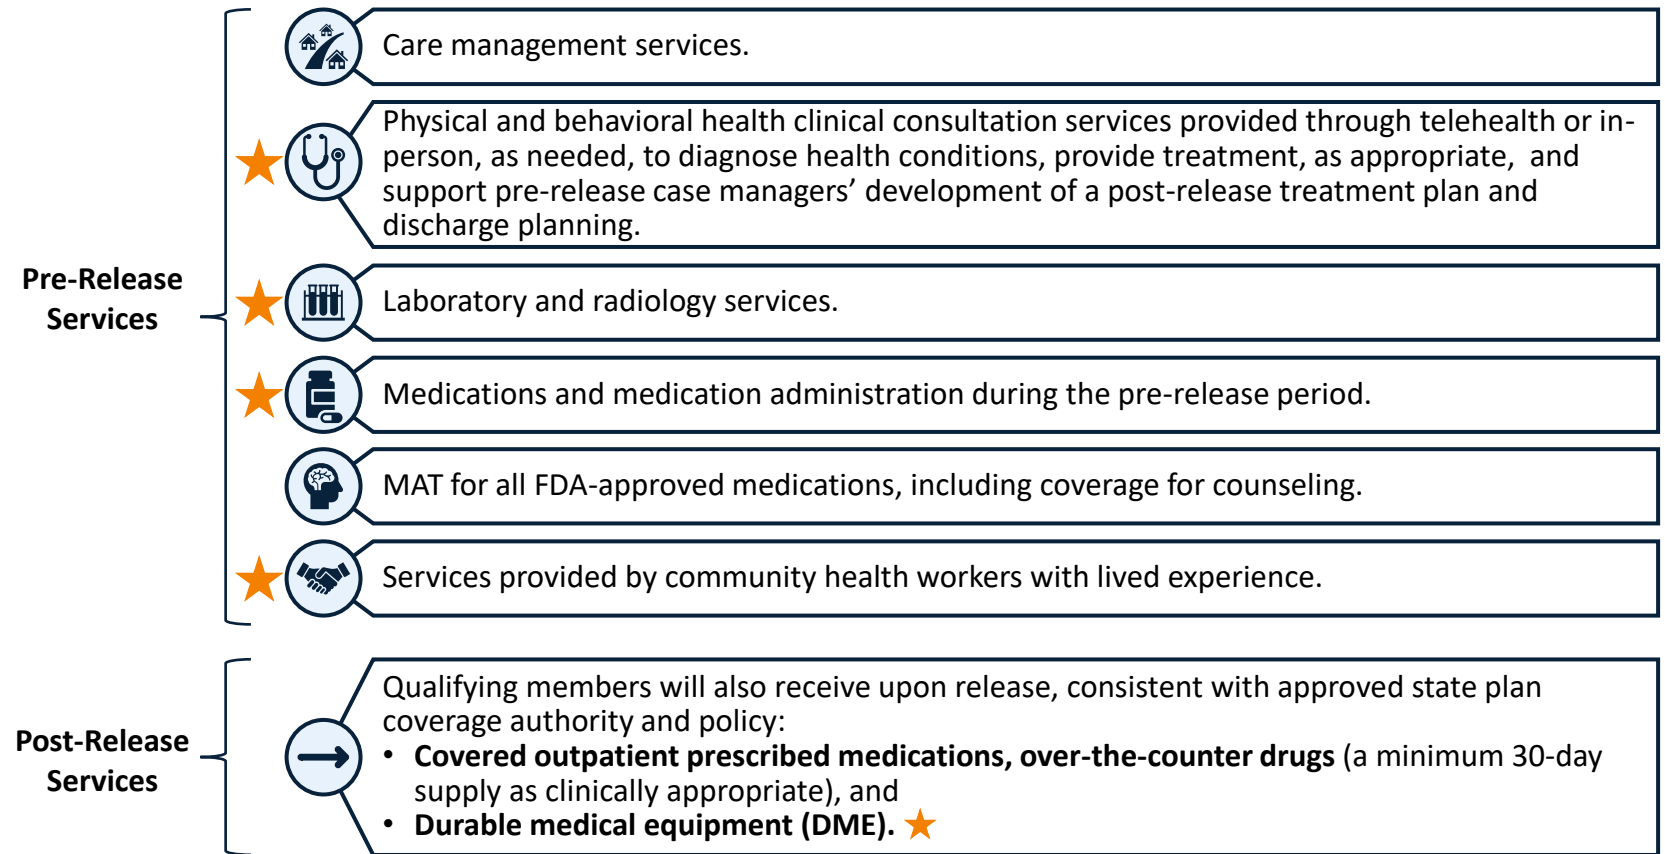 Care management services.
Physical and behavioral health clinical consultation services provided through telehealth or in-
person, as needed, to diagnose health conditions, provide treatment, as appropriate, and
support pre-release case managers’ development of a post-release treatment plan and
discharge planning.
Pre-Release
Services
Laboratory and radiology services.
Medications and medication administration during the pre-release period.
MAT for all FDA-approved medications, including coverage for counseling.
Services provided by community health workers with lived experience.
Post-Release
Services
Qualifying members will also receive upon release, consistent with approved state plan
coverage authority and policy:
• Covered outpatient prescribed medications, over-the-counter drugs (a minimum 30-day
supply as clinically appropriate), and
• Durable medical equipment (DME).